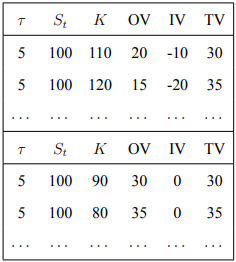 τ S_t K OV IV TV
5 100 110 20 -10 30
5 100 120 15 -20 35
... ... ... ... ... ...
τ S_t K OV IV TV
5 100 90 30 0 30
5 100 80 35 0 35
... ... ... ... ... ...